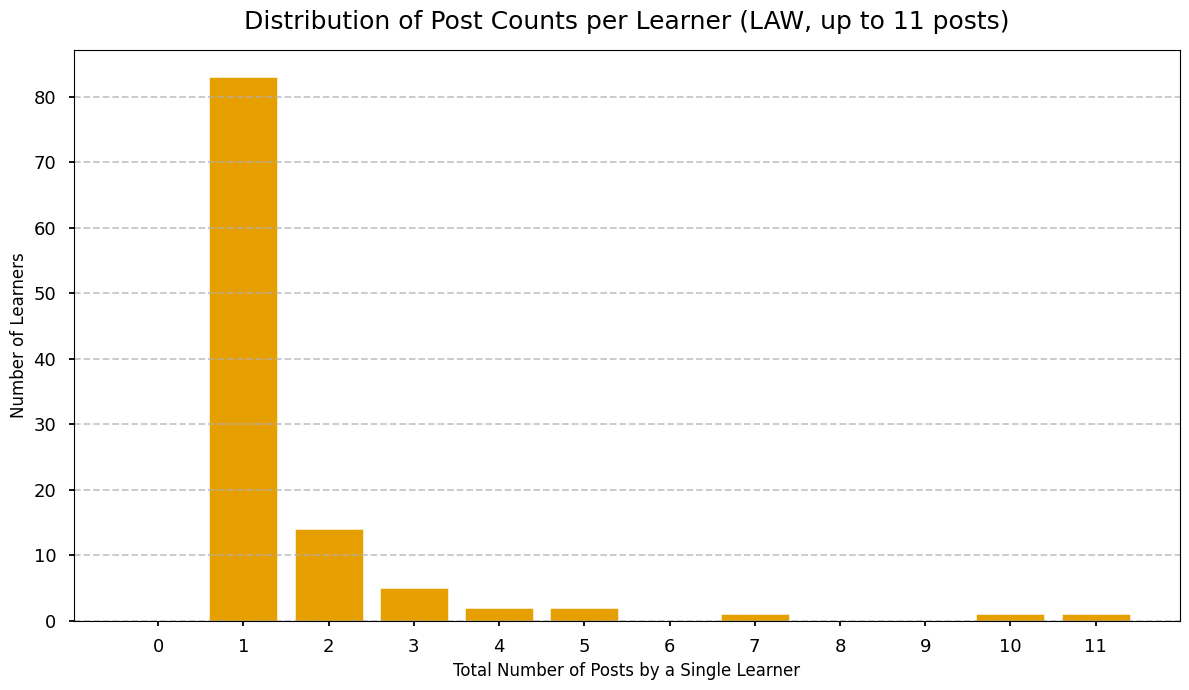 Distribution of Post Counts per Learner (LAW, up to 11 posts)
Number of Learners
80
70
60
50
40
30
20
10
0
0 1 2 3 4 5 6 7 8 9 10 11
Total Number of Posts by a Single Learner